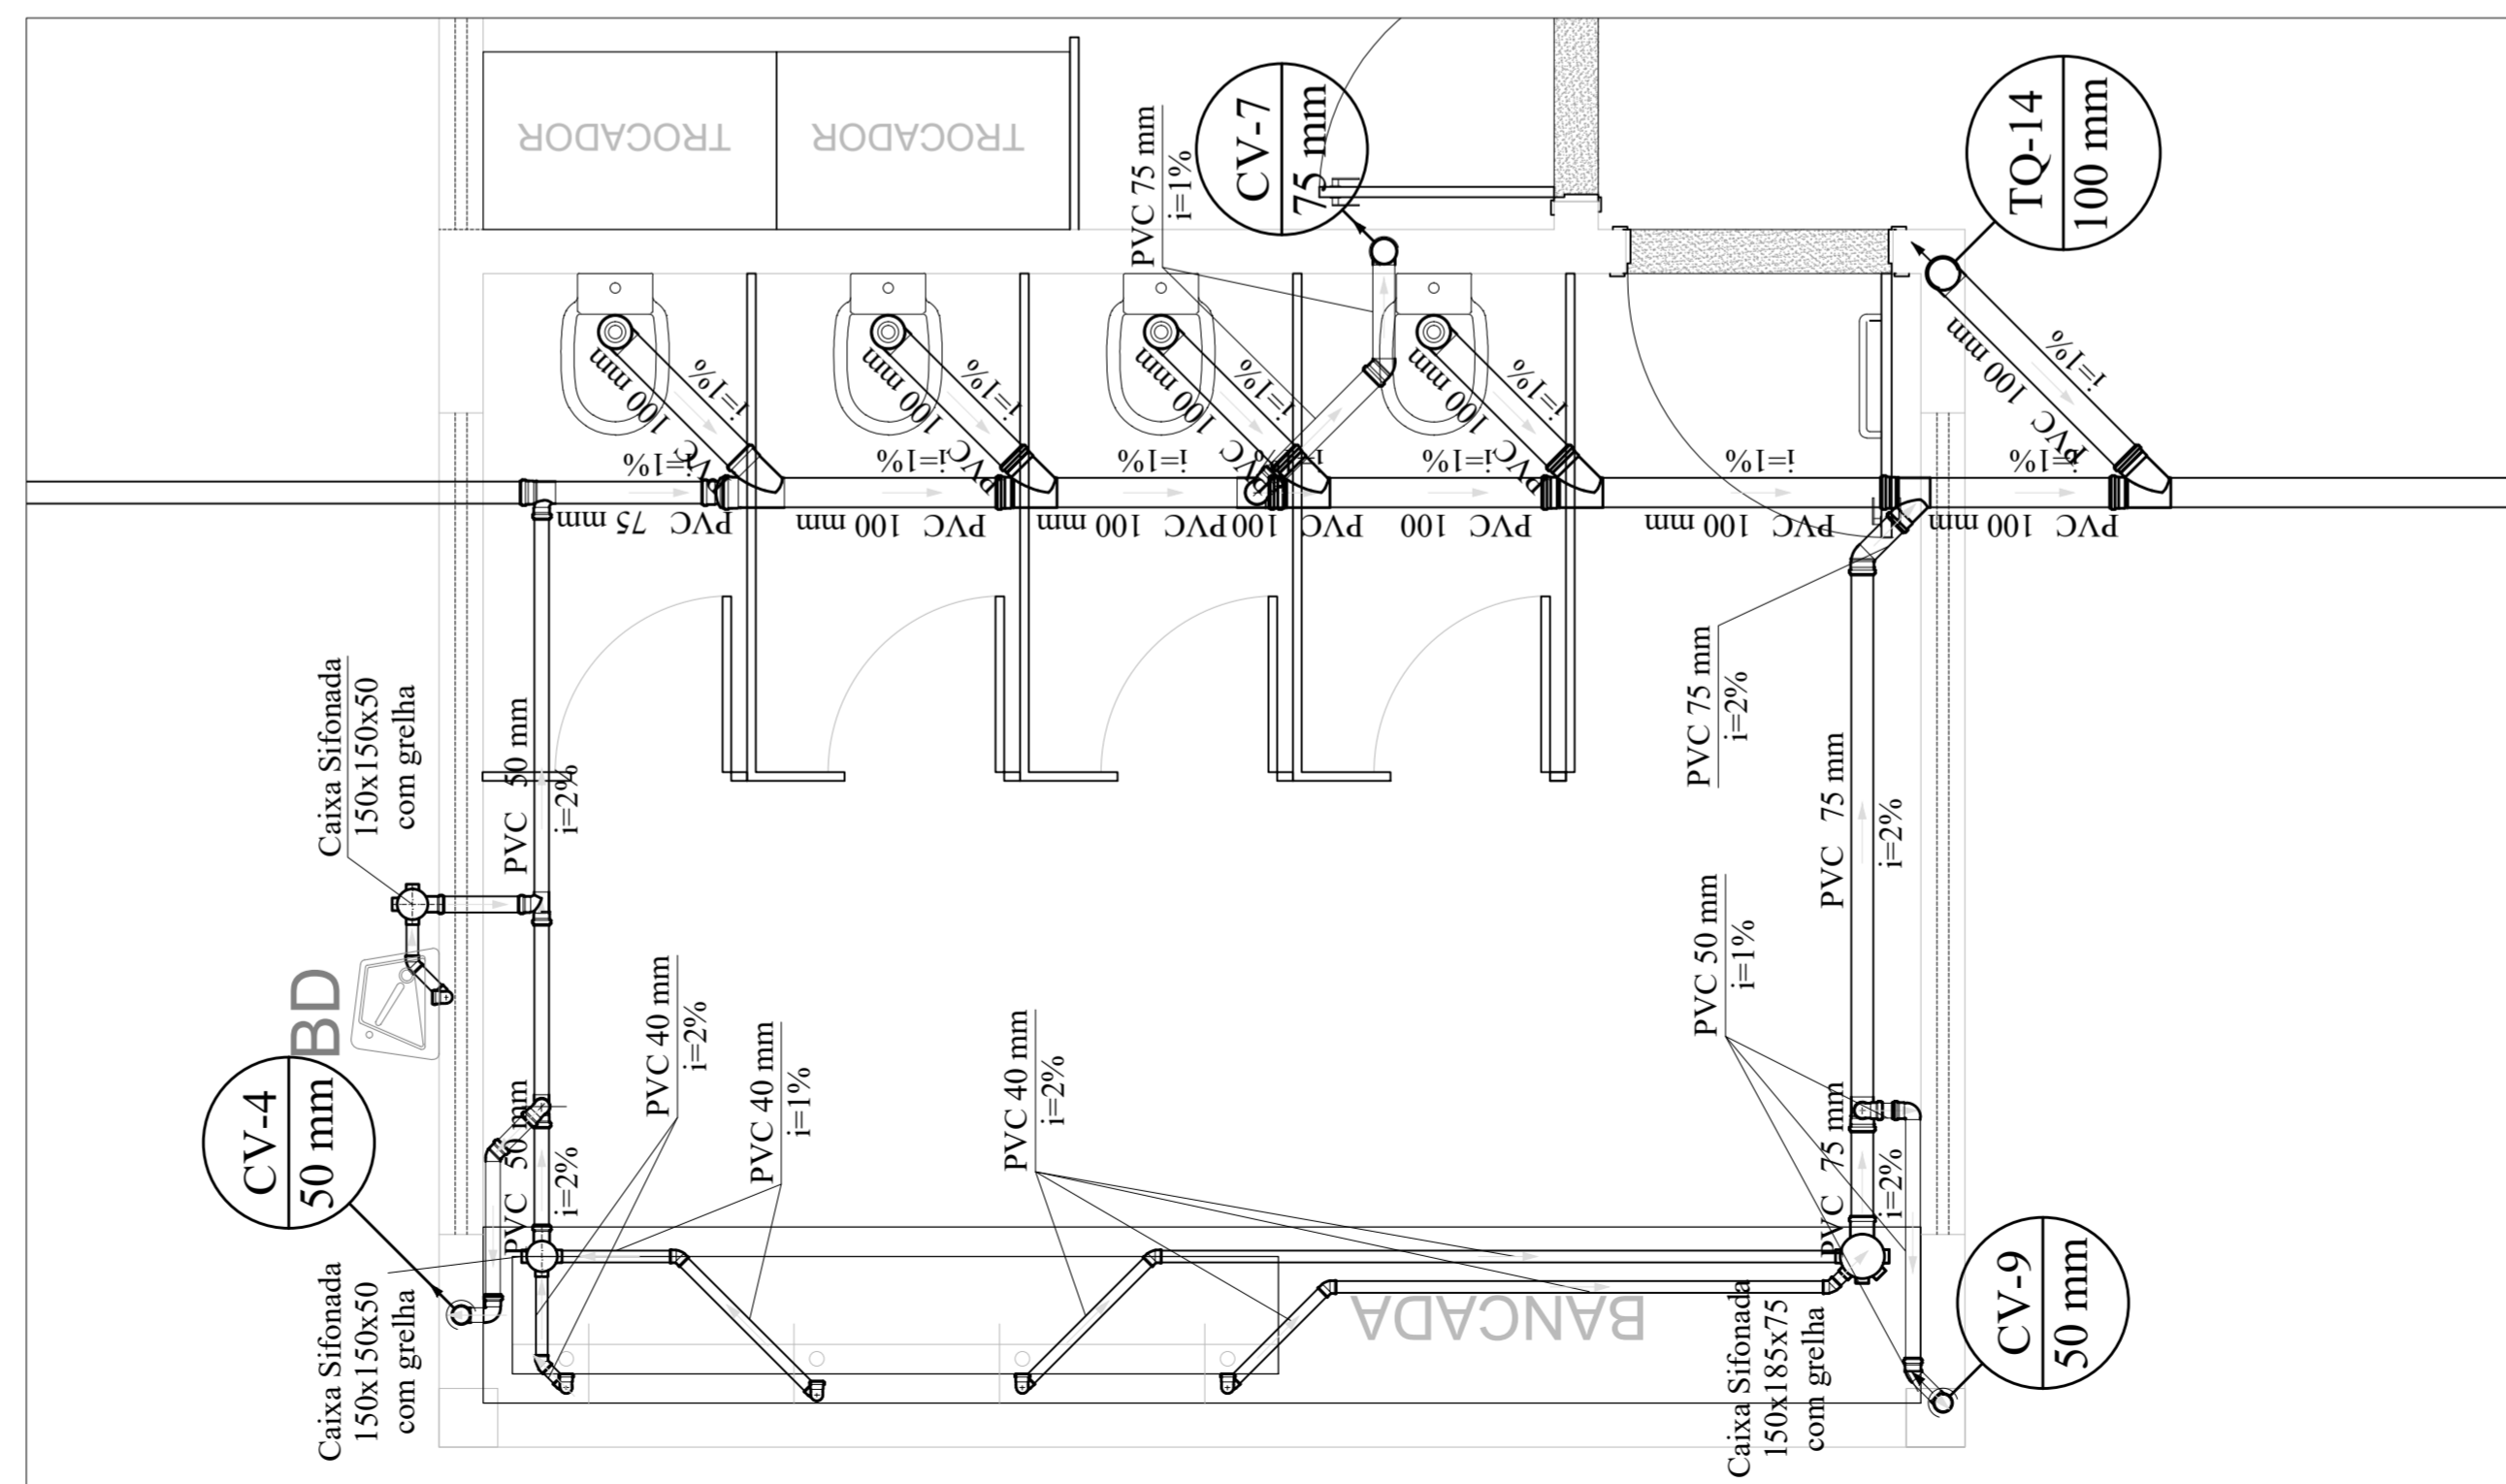 TROCADOR
TROCADOR
PVC 75 mm
i=1%
CV-7
75 mm
TQ-14
100 mm
PVC 100 mm
i=1%
PVC 100 mm
i=1%
PVC 100 mm
i=1%
PVC 100 mm
i=1%
PVC 100 mm
i=1%
i=1%
i=1%
i=1%
i=1%
i=1%
i=1%
i=1%
PVC 75 mm
PVC 100 mm
PVC 100 mm
PVC 100
PVC 100
PVC 100 mm
PVC 100 mm
Caixa Sifonada
150x150x50
com grelha
PVC 50 mm
i=2%
PVC 75 mm
i=2%
PVC 75 mm
i=2%
BD
CV-4
50 mm
PVC 50 mm
i=2%
PVC 40 mm
i=2%
PVC 40 mm
i=1%
PVC 40 mm
i=2%
PVC 50 mm
i=1%
PVC 75 mm
i=2%
Caixa Sifonada
150x150x50
com grelha
BANCADA
Caixa Sifonada
150x185x75
com grelha
CV-9
50 mm